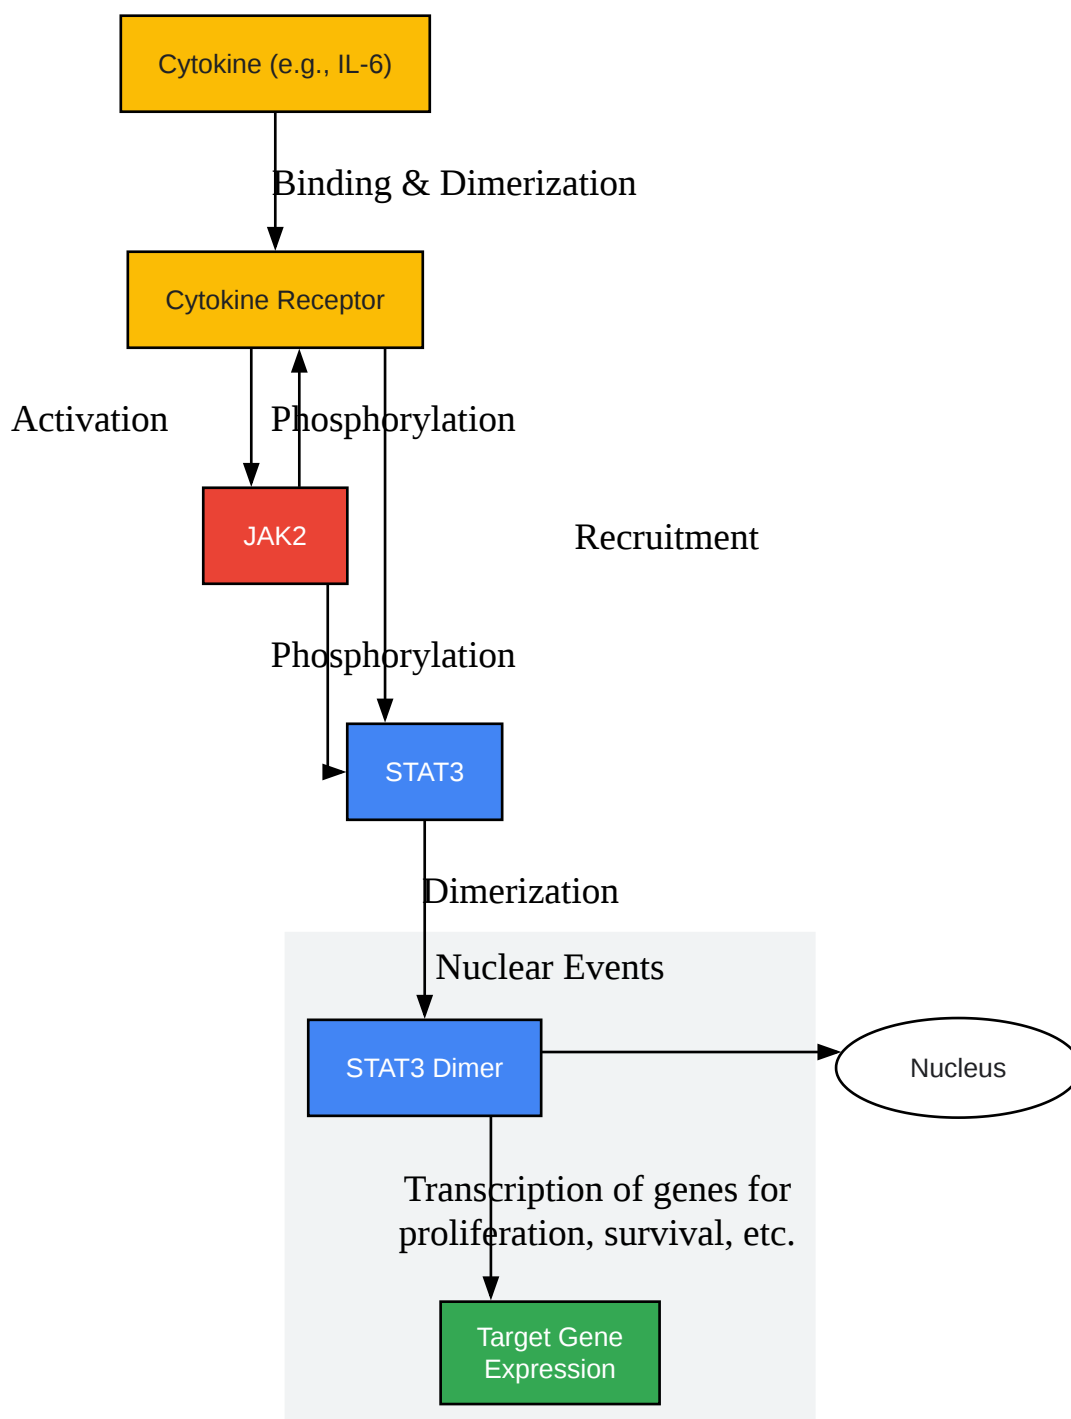 Cytokine (e.g., IL-6)
Binding & Dimerization
Cytokine Receptor
Activation
Phosphorylation
JAK2
Recruitment
Phosphorylation
STAT3
Dimerization
Nuclear Events
STAT3 Dimer
Nucleus
Transcription of genes for
proliferation, survival, etc.
Target Gene
Expression